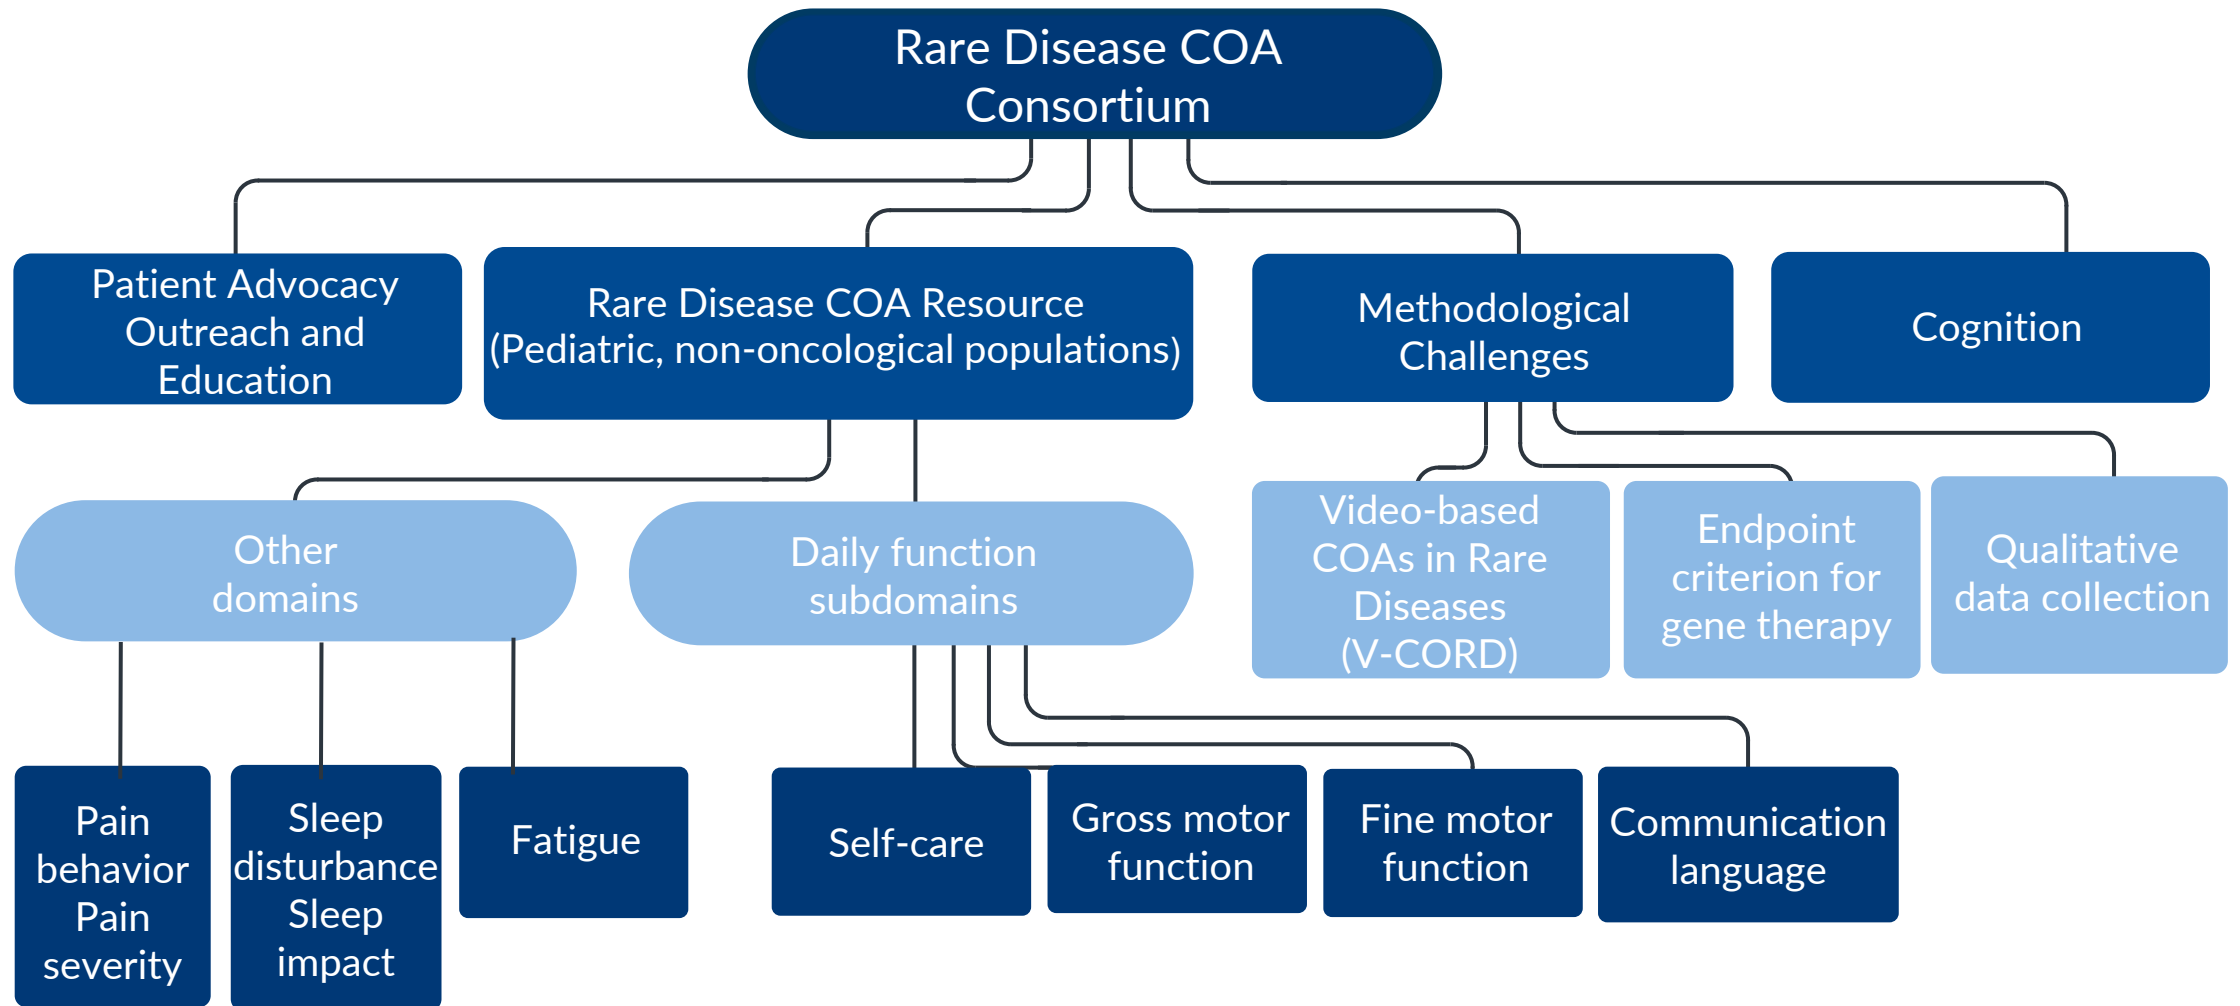 Rare Disease COA
Consortium
Patient Advocacy
Outreach and
Education
Rare Disease COA Resource
(Pediatric, non-oncological populations)
Methodological
Challenges
Cognition
Other
domains
Daily function
subdomains
Video-based
COAs in Rare
Diseases
(V-CORD)
Endpoint
criterion for
gene therapy
Qualitative
data collection
Pain
behavior
Pain
severity
Sleep
disturbance
Sleep
impact
Fatigue
Self-care
Gross motor
function
Fine motor
function
Communication
language